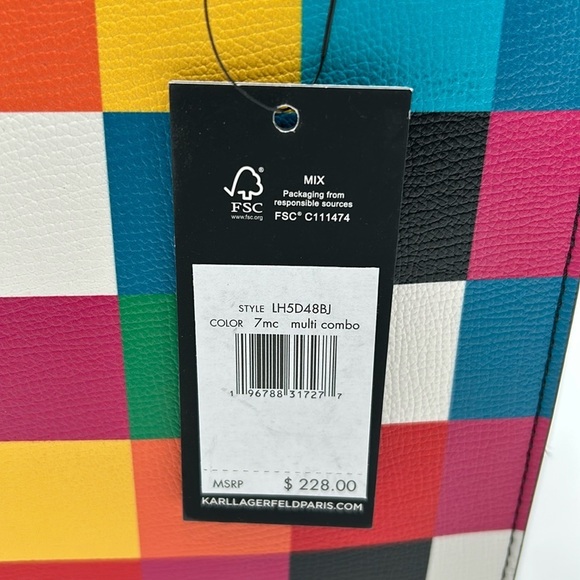 MIX
Packaging from
responsible sources
FSC® C111474
FSC ®
www.fsc.org
STYLE LH5D48BJ
COLOR 7mc multi combo
1 96788 31727 7
MSRP $ 228.00
KARLLAGERFELDPARIS.COM